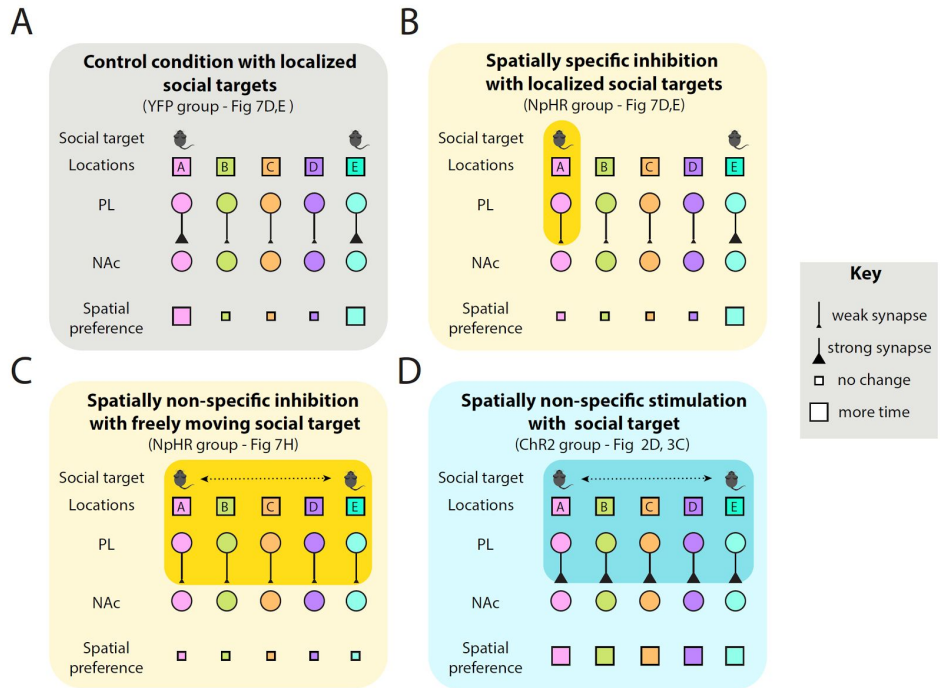 A
Control condition with localized
social targets
(YFP group - Fig 7D,E )
Social target
Locations
A B C D E
PL
NAc
Spatial
preference
B
Spatially specific inhibition
with localized social targets
(NpHR group - Fig 7D,E)
Social target
Locations
A B C D E
PL
NAc
Spatial
preference
C
Spatially non-specific inhibition
with freely moving social target
(NpHR group - Fig 7H)
Social target
Locations
A B C D E
PL
NAc
Spatial
preference
D
Spatially non-specific stimulation
with social target
(ChR2 group - Fig 2D, 3C)
Social target
Locations
A B C D E
PL
NAc
Spatial
preference
Key
weak synapse
strong synapse
no change
more time